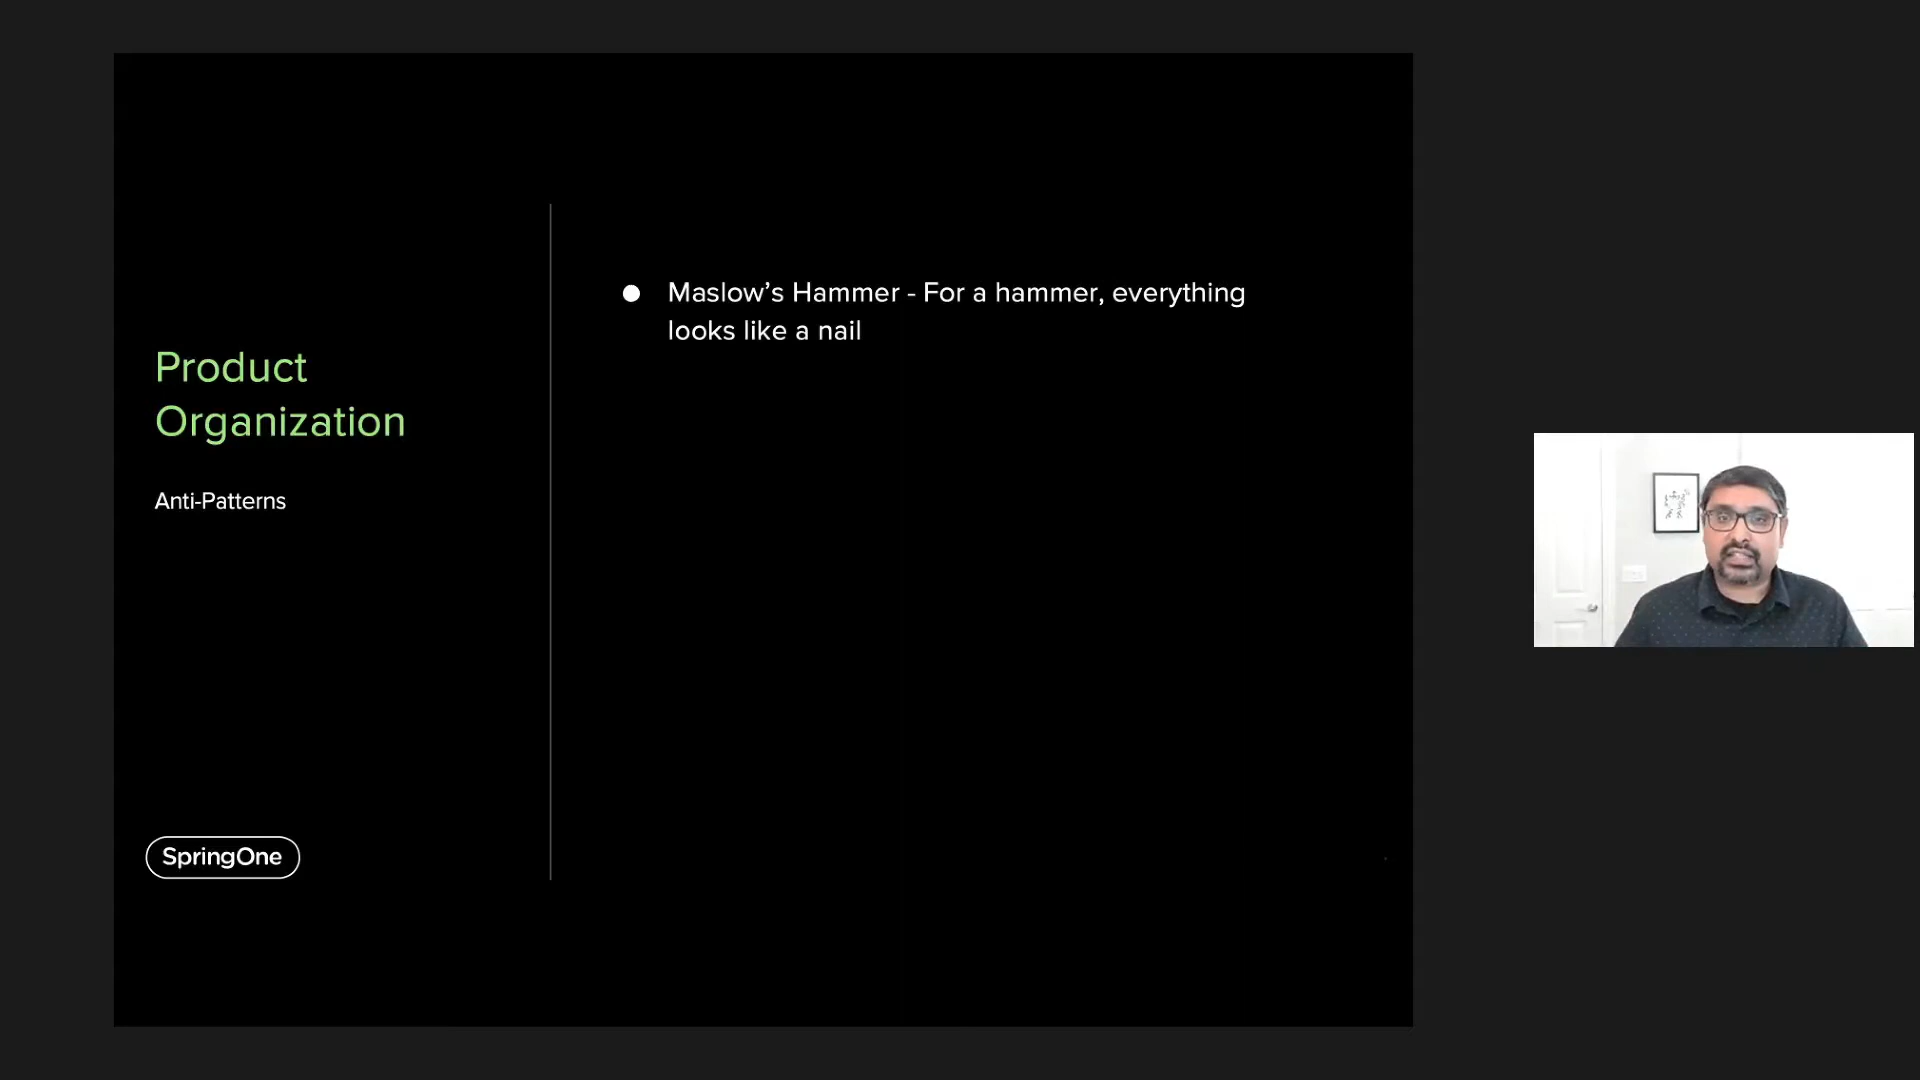 Product
Organization
Anti-Patterns
● Maslow’s Hammer - For a hammer, everything
looks like a nail
SpringOne